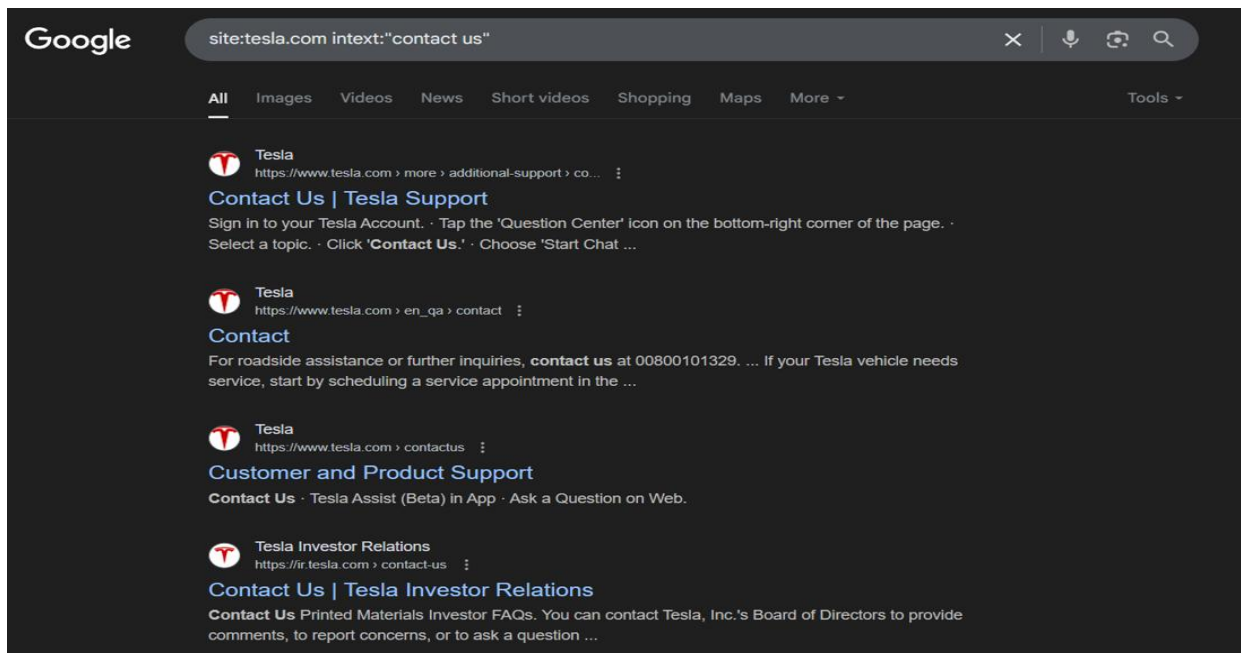 Google
site:tesla.com intext:"contact us"
All Images Videos News Short videos Shopping Maps More Tools
Tesla
https://www.tesla.com › more › additional-support › co...
Contact Us | Tesla Support
Sign in to your Tesla Account. · Tap the 'Question Center' icon on the bottom-right corner of the page. ·
Select a topic. · Click 'Contact Us.' · Choose 'Start Chat ...
Tesla
https://www.tesla.com › en_qa › contact
Contact
For roadside assistance or further inquiries, contact us at 00800101329. ... If your Tesla vehicle needs
service, start by scheduling a service appointment in the ...
Tesla
https://www.tesla.com › contactus
Customer and Product Support
Contact Us · Tesla Assist (Beta) in App · Ask a Question on Web.
Tesla Investor Relations
https://ir.tesla.com › contact-us
Contact Us | Tesla Investor Relations
Contact Us Printed Materials Investor FAQs. You can contact Tesla, Inc.'s Board of Directors to provide
comments, to report concerns, or to ask a question ...